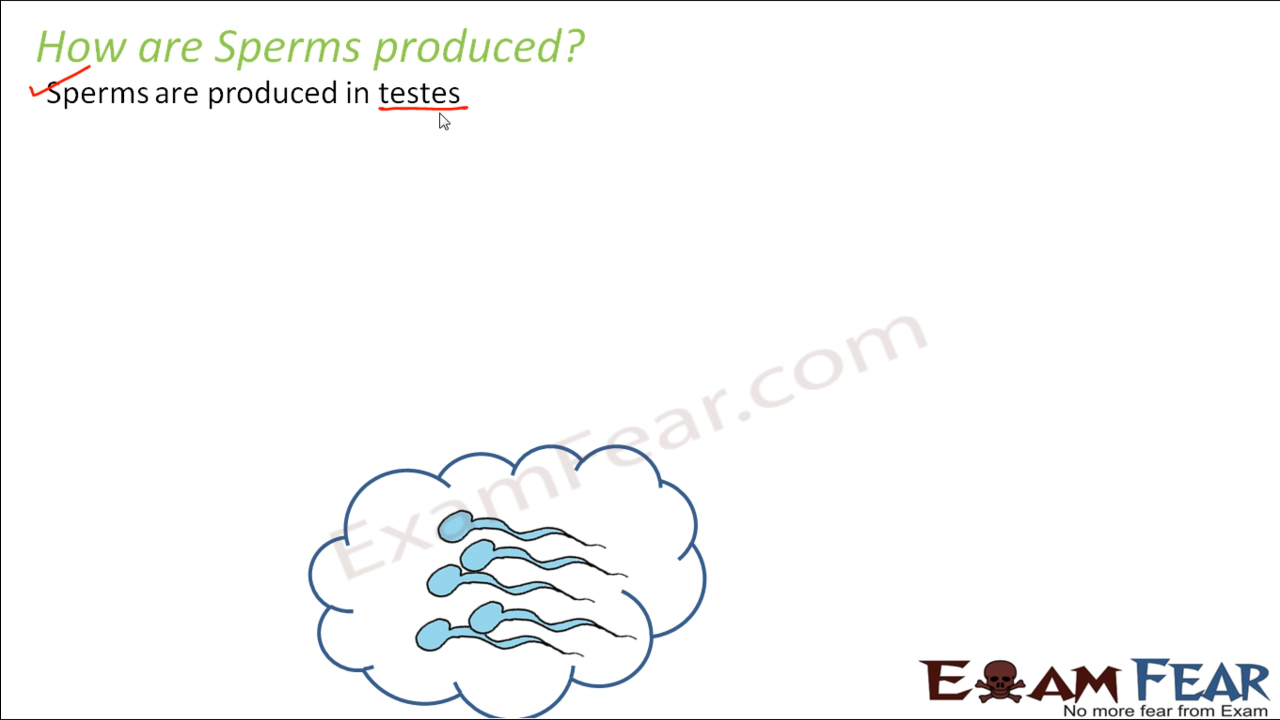 How are Sperms produced?
Sperms are produced in testes
ExamFear.com
EXAM FEAR
No more fear from Exam